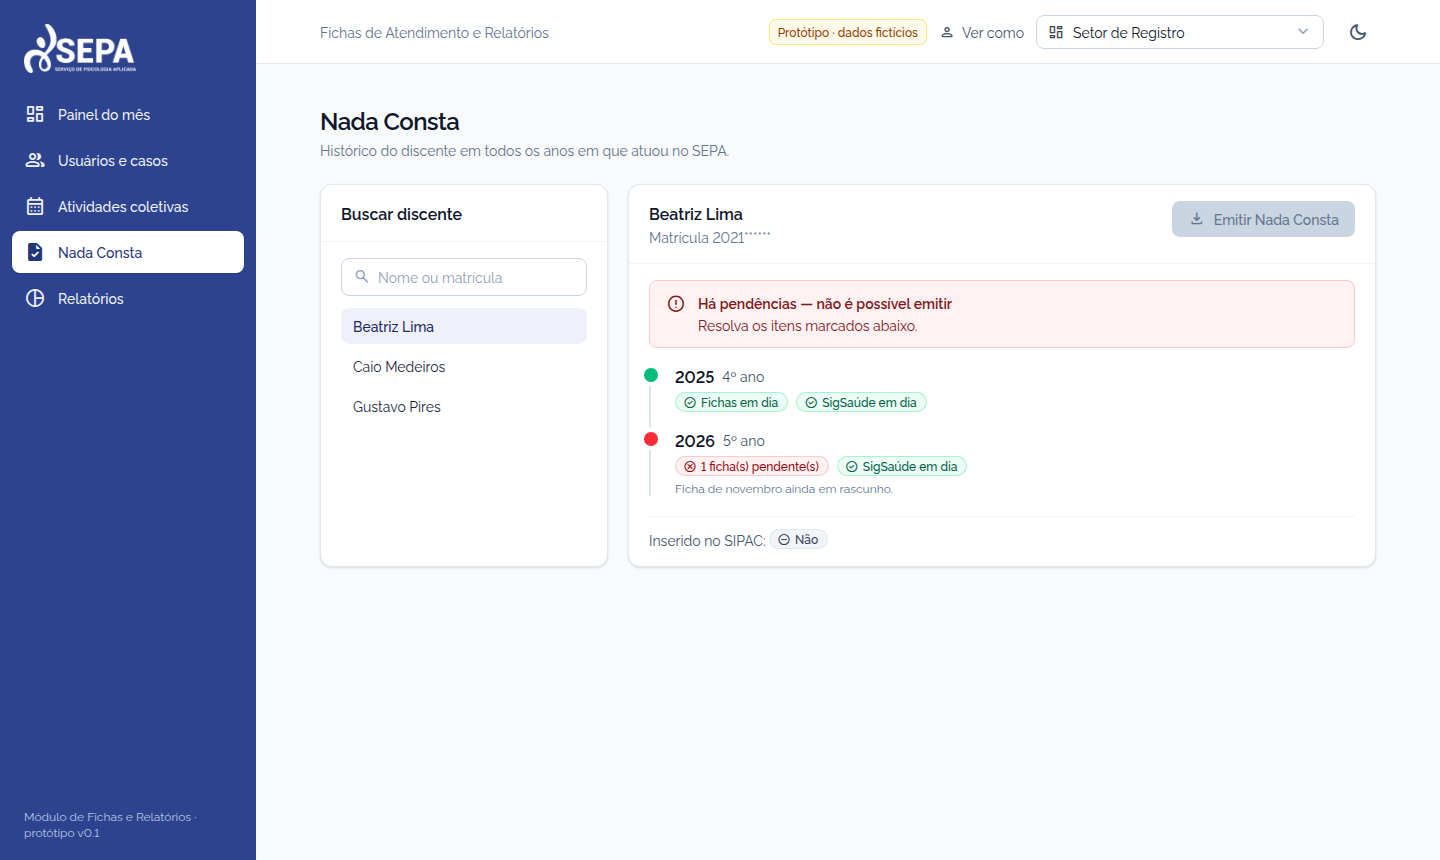 SEPA
SERVIÇO DE PSICOLOGIA APLICADA
Painel do mês
Usuários e casos
Atividades coletivas
Nada Consta
Relatórios
Módulo de Fichas e Relatórios ·
protótipo v0.1
Fichas de Atendimento e Relatórios
Protótipo · dados fictícios
Ver como
Setor de Registro
Nada Consta
Histórico do discente em todos os anos em que atuou no SEPA.
Buscar discente
Nome ou matrícula
Beatriz Lima
Caio Medeiros
Gustavo Pires
Beatriz Lima
Matrícula 2021******
Emitir Nada Consta
Há pendências — não é possível emitir
Resolva os itens marcados abaixo.
2025 4º ano
Fichas em dia
SigSaúde em dia
2026 5º ano
1 ficha(s) pendente(s)
SigSaúde em dia
Ficha de novembro ainda em rascunho.
Inserido no SIPAC: Não